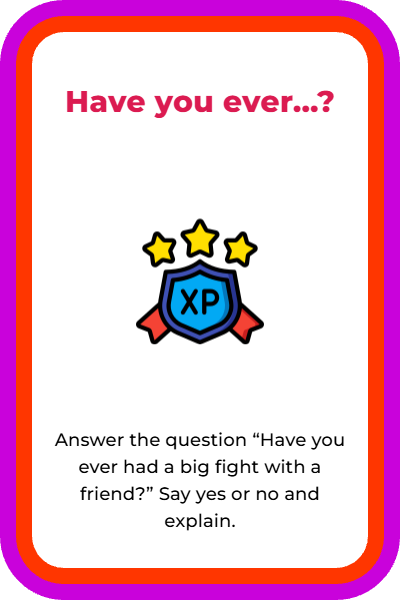 Have you ever...?
XP
Answer the question “Have you
ever had a big fight with a
friend?” Say yes or no and
explain.